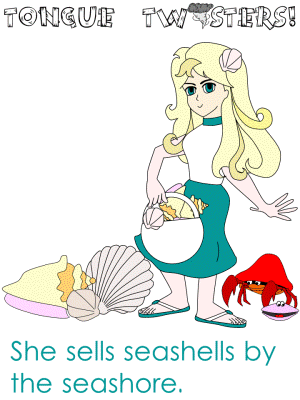 TONGUE TWISTERS!
She sells seashells by
the seashore.